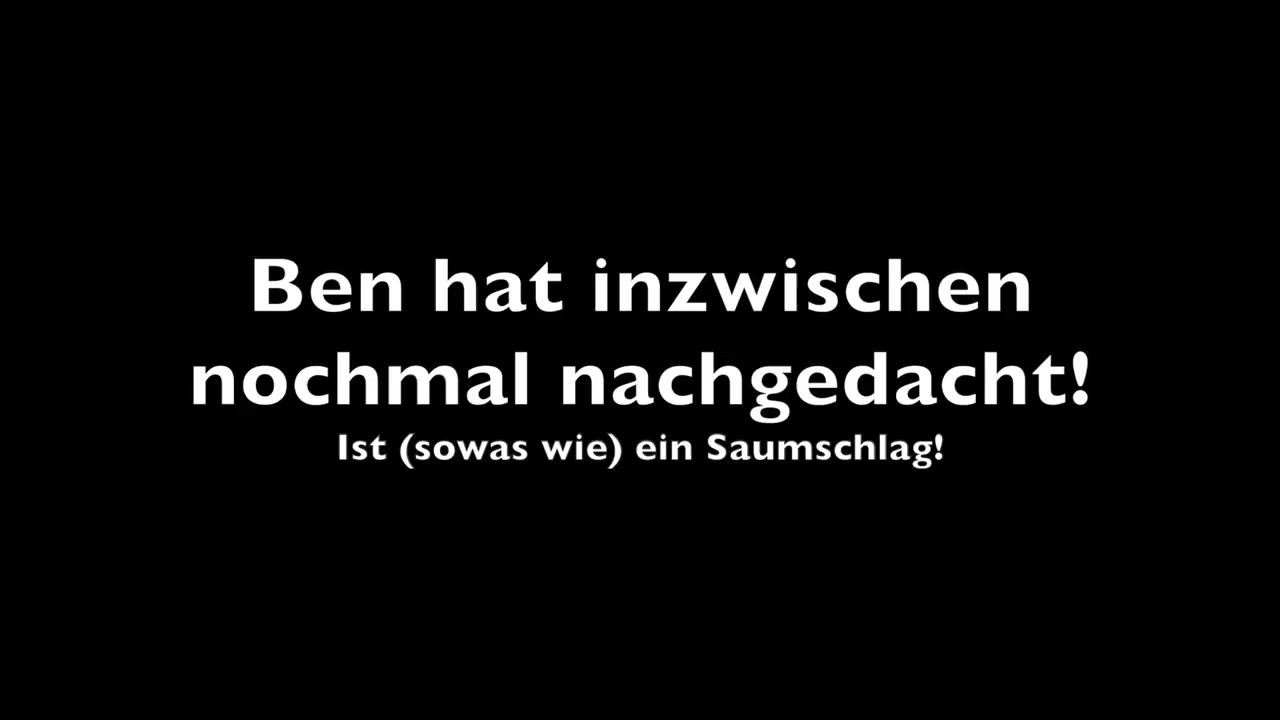 Ben hat inzwischen
nochmal nachgedacht!
Ist (sowas wie) ein Saumschlag!